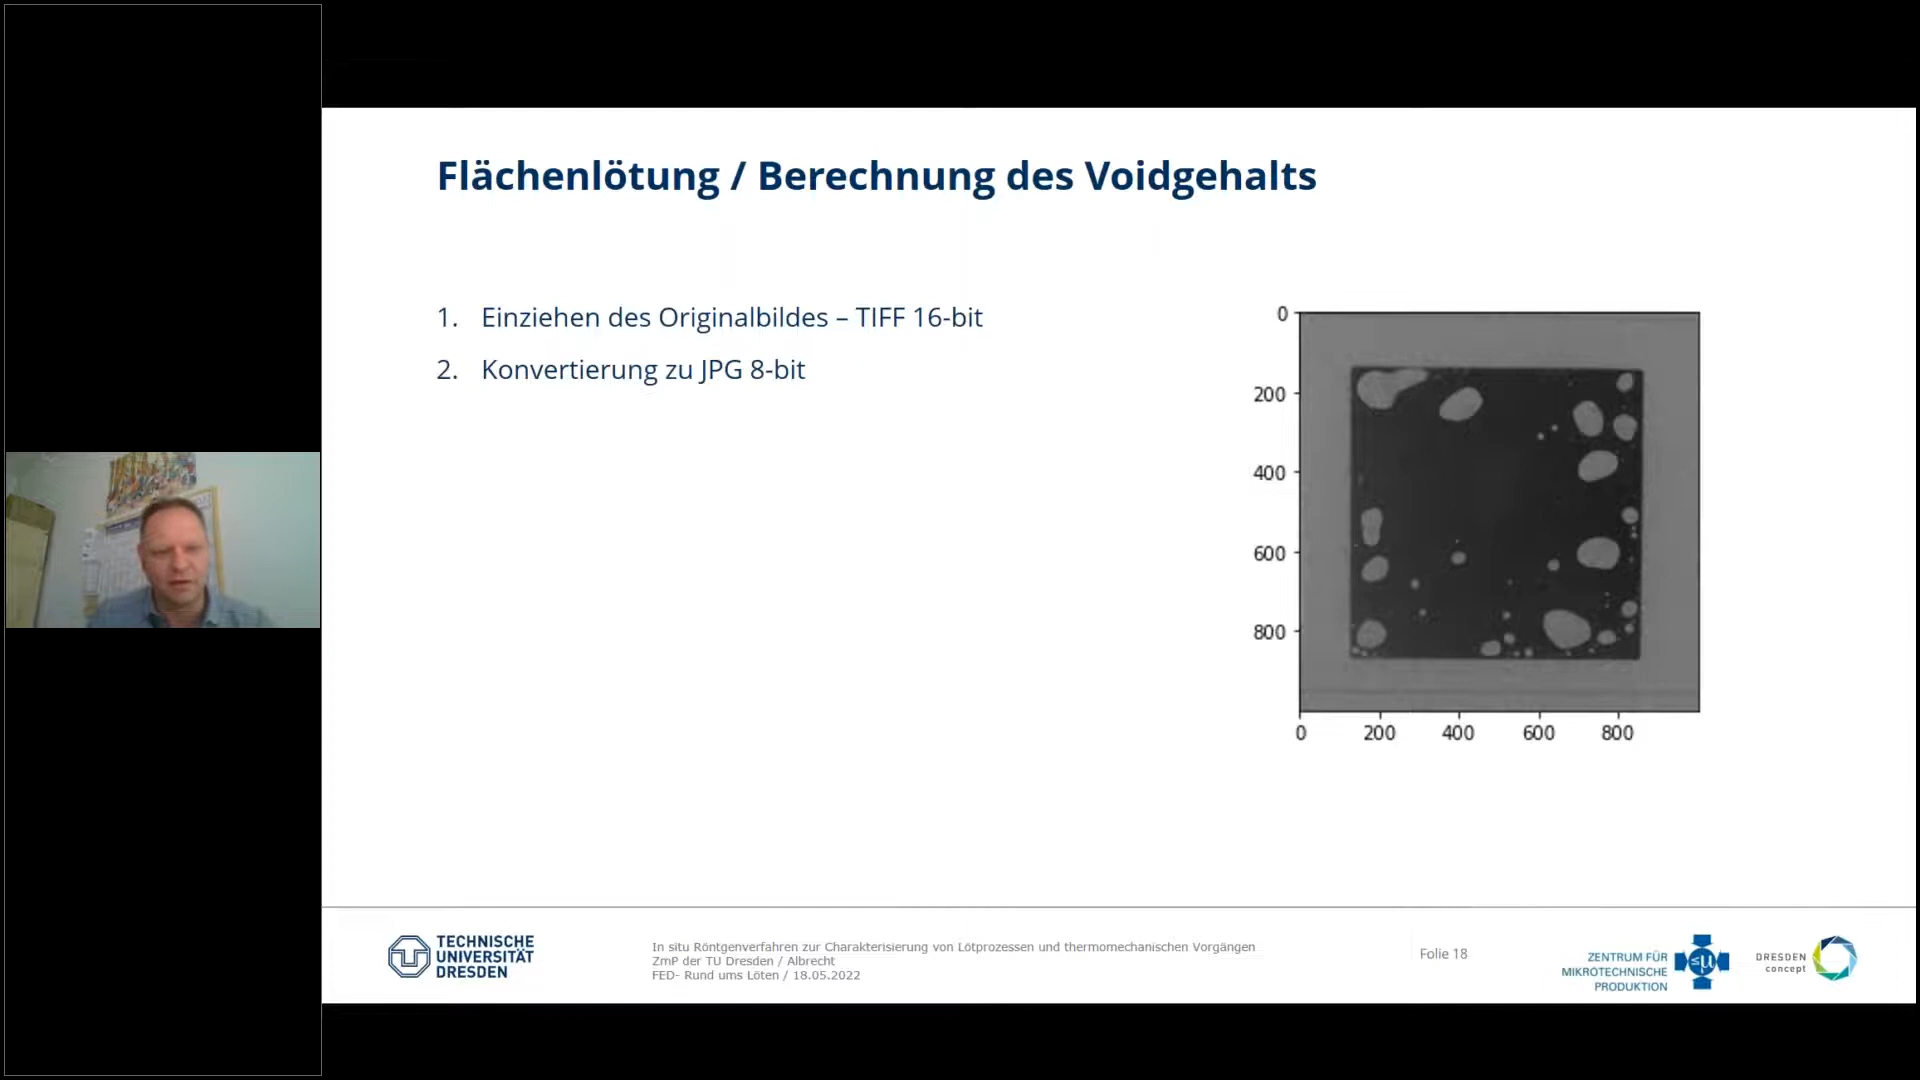 Flächenlötung / Berechnung des Voidgehalts
1. Einziehen des Originalbildes – TIFF 16-bit
2. Konvertierung zu JPG 8-bit
0
200
400
600
800
0 200 400 600 800
TECHNISCHE
UNIVERSITÄT
DRESDEN
In situ Röntgenverfahren zur Charakterisierung von Lötprozessen und thermomechanischen Vorgängen
ZmP der TU Dresden / Albrecht
FED- Rund ums Löten / 18.05.2022
Folie 18
ZENTRUM FÜR
MIKROTECHNISCHE
PRODUKTION
≤µ
DRESDEN
concept